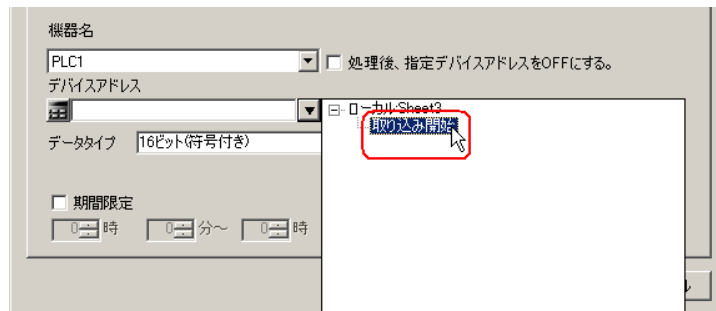 機器名
PLC1
処理後、指定デバイスアドレスをOFFにする。
デバイスアドレス
ローカル:Sheet3
取り込み開始
データタイプ 16ビット(符号付き)
期間限定
0 時 0 分～ 0 時
ル